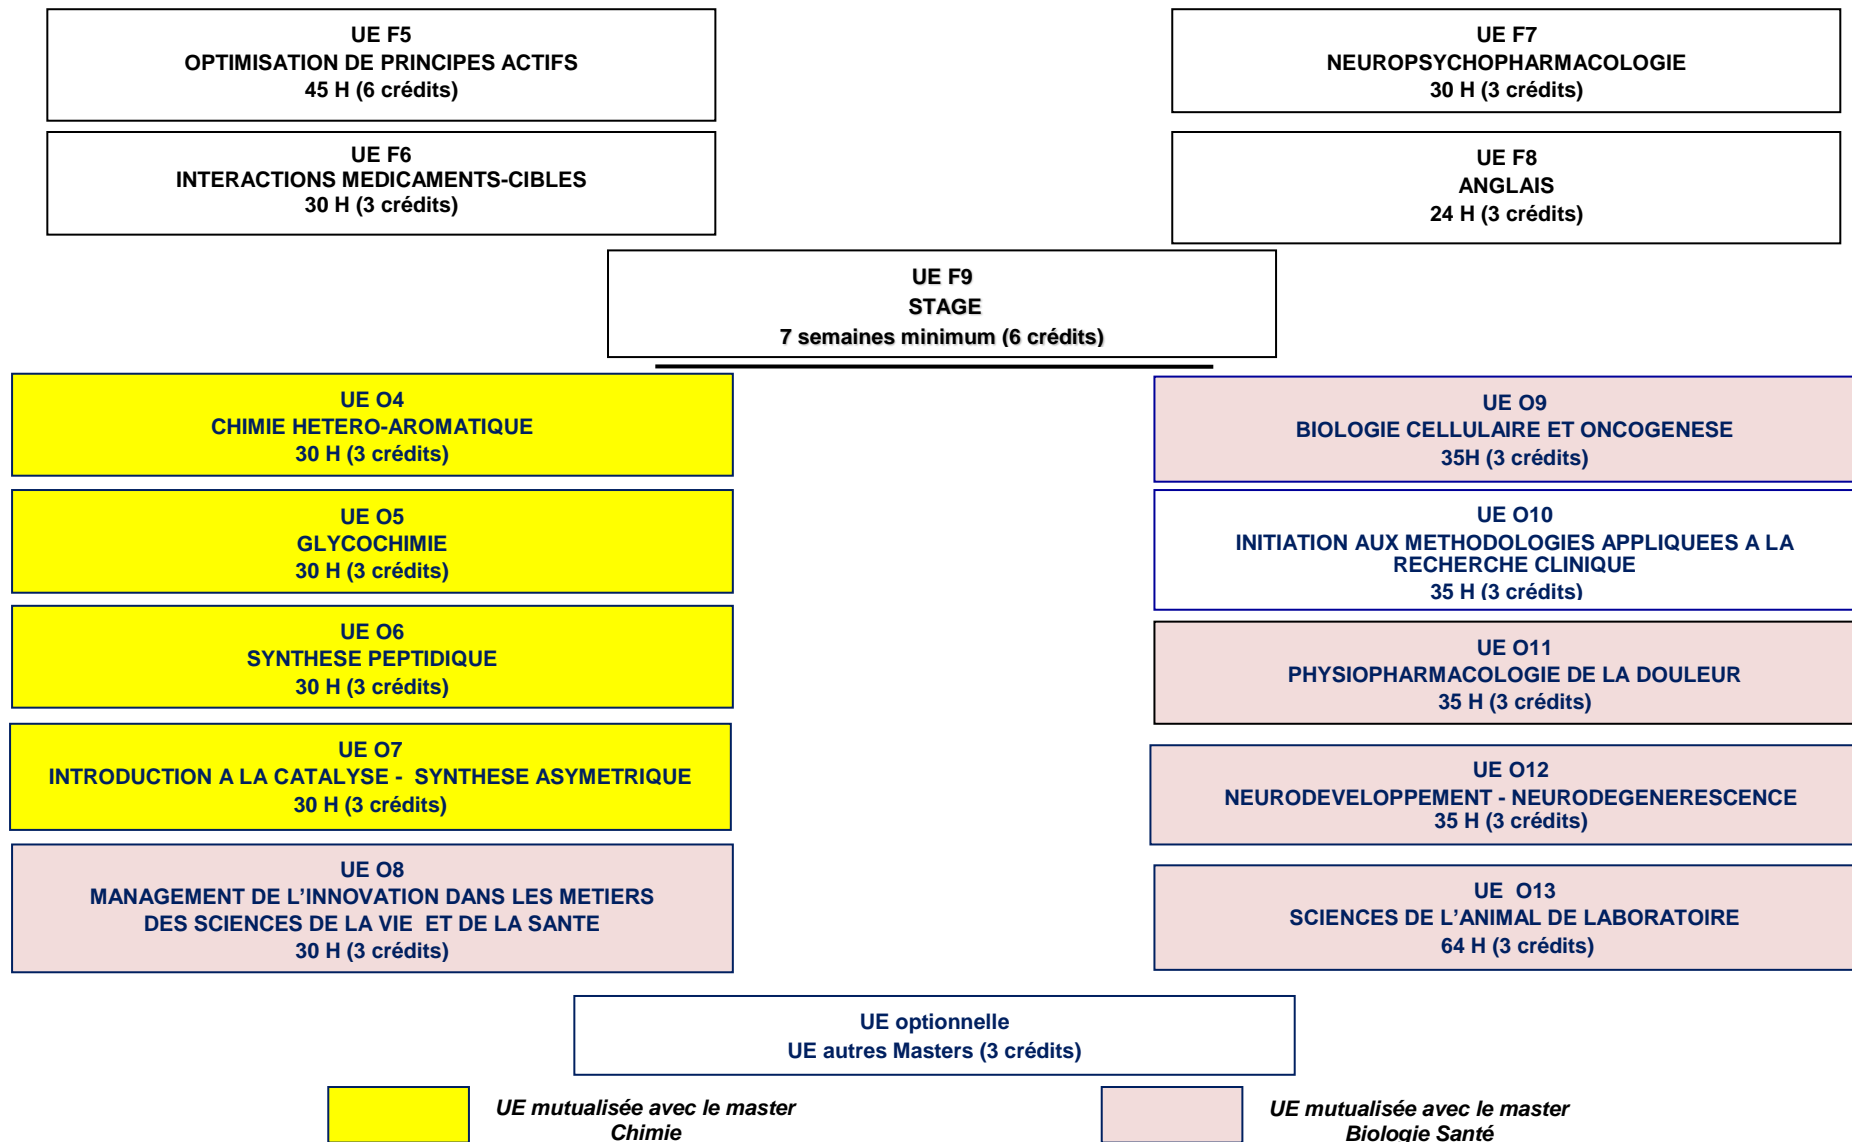 UE F5
OPTIMISATION DE PRINCIPES ACTIFS
45 H (6 crédits)
UE F7
NEUROPSYCHOPHARMACOLOGIE
30 H (3 crédits)
UE F6
INTERACTIONS MEDICAMENTS-CIBLES
30 H (3 crédits)
UE F8
ANGLAIS
24 H (3 crédits)
UE F9
STAGE
7 semaines minimum (6 crédits)
UE O4
CHIMIE HETERO-AROMATIQUE
30 H (3 crédits)
UE O5
GLYCOCHIMIE
30 H (3 crédits)
UE O6
SYNTHESE PEPTIDIQUE
30 H (3 crédits)
UE O7
INTRODUCTION A LA CATALYSE - SYNTHESE ASYMETRIQUE
30 H (3 crédits)
UE O8
MANAGEMENT DE L’INNOVATION DANS LES METIERS
DES SCIENCES DE LA VIE ET DE LA SANTE
30 H (3 crédits)
UE O9
BIOLOGIE CELLULAIRE ET ONCOGENESE
35H (3 crédits)
UE O10
INITIATION AUX METHODOLOGIES APPLIQUEES A LA
RECHERCHE CLINIQUE
35 H (3 crédits)
UE O11
PHYSIOPHARMACOLOGIE DE LA DOULEUR
35 H (3 crédits)
UE O12
NEURODEVELOPPEMENT - NEURODEGENERESCENCE
35 H (3 crédits)
UE O13
SCIENCES DE L’ANIMAL DE LABORATOIRE
64 H (3 crédits)
UE optionnelle
UE autres Masters (3 crédits)
UE mutualisée avec le master
Chimie
UE mutualisée avec le master
Biologie Santé